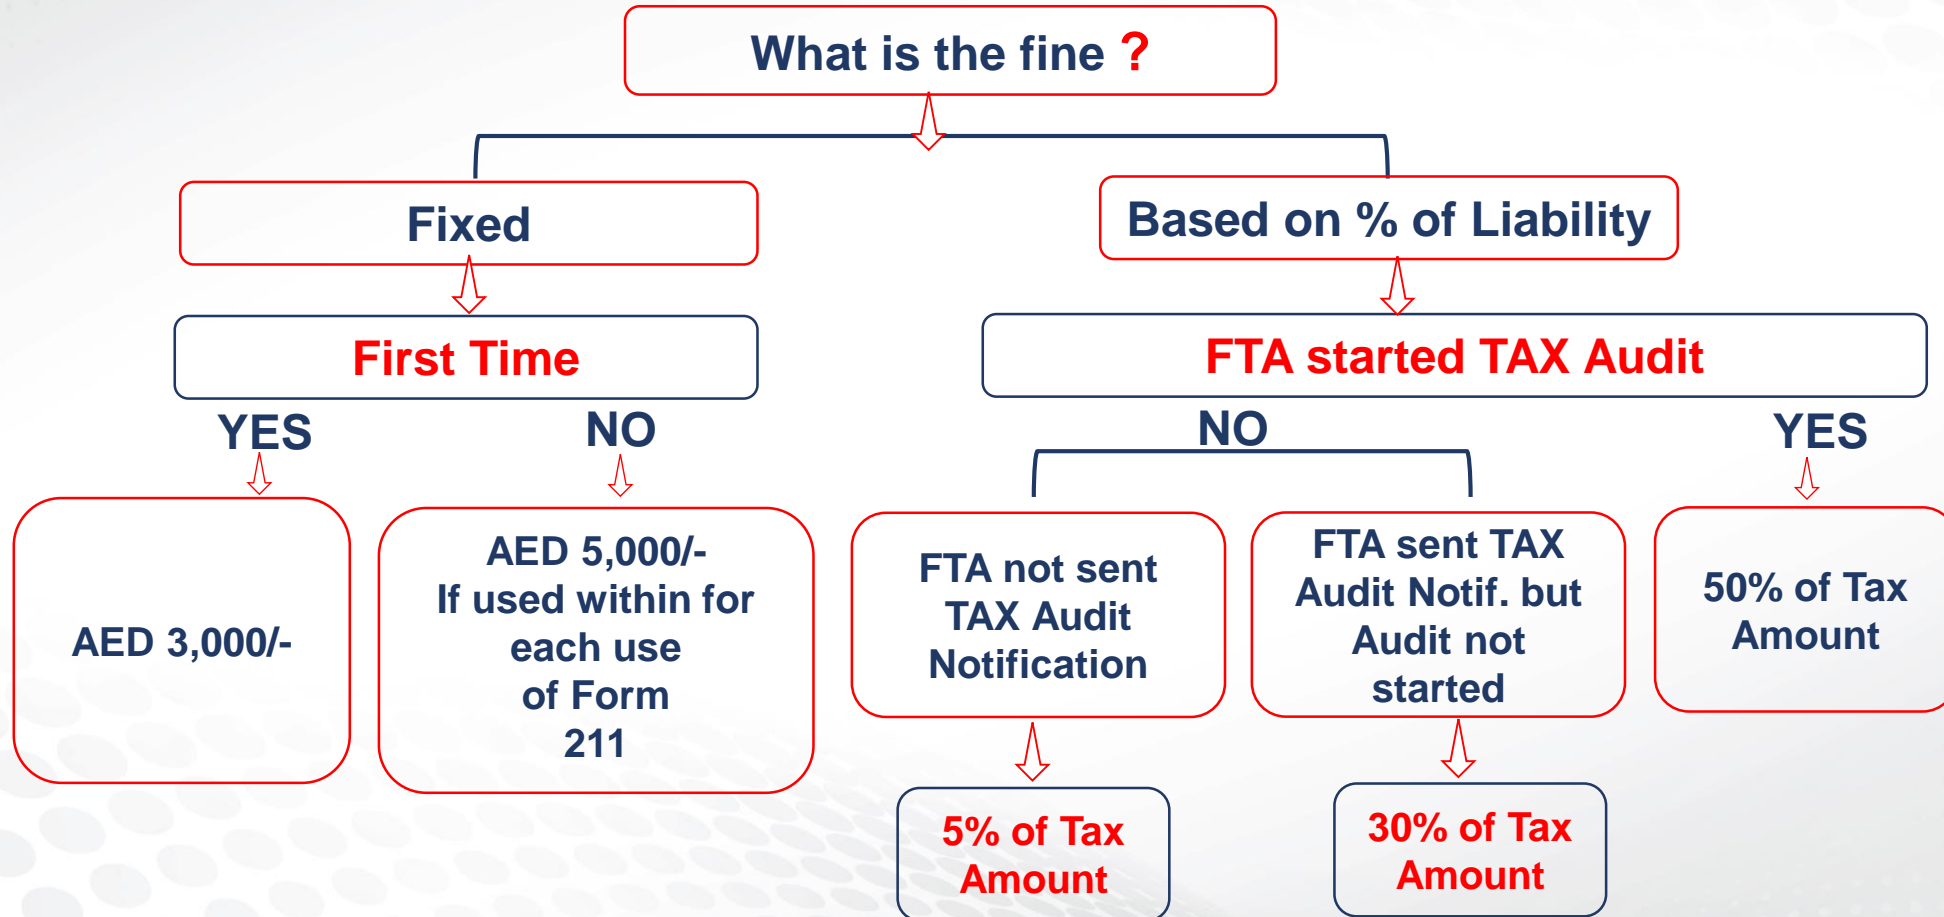 What is the fine ?
Fixed
Based on % of Liability
First Time
FTA started TAX Audit
YES
NO
NO
YES
AED 3,000/-
AED 5,000/-
If used within for
each use
of Form
211
FTA not sent
TAX Audit
Notification
FTA sent TAX
Audit Notif. but
Audit not
started
50% of Tax
Amount
5% of Tax
Amount
30% of Tax
Amount